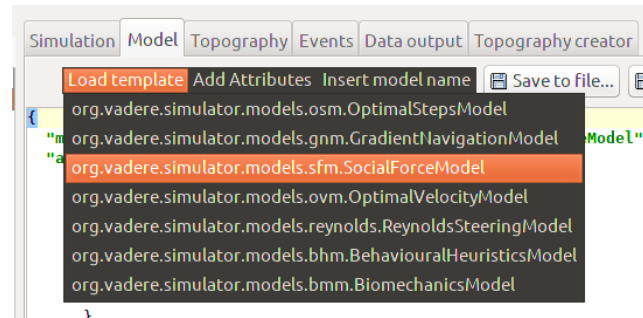 Simulation Model Topography Events Data output Topography creator
Load template Add Attributes Insert model name Save to file...
{
org.vadere.simulator.models.osm.OptimalStepsModel
"m
org.vadere.simulator.models.gnm.GradientNavigationModel
Model"
"a
org.vadere.simulator.models.sfm.SocialForceModel
org.vadere.simulator.models.ovm.OptimalVelocityModel
org.vadere.simulator.models.reynolds.ReynoldsSteeringModel
org.vadere.simulator.models.bhm.BehaviouralHeuristicsModel
org.vadere.simulator.models.bmm.BiomechanicsModel
}